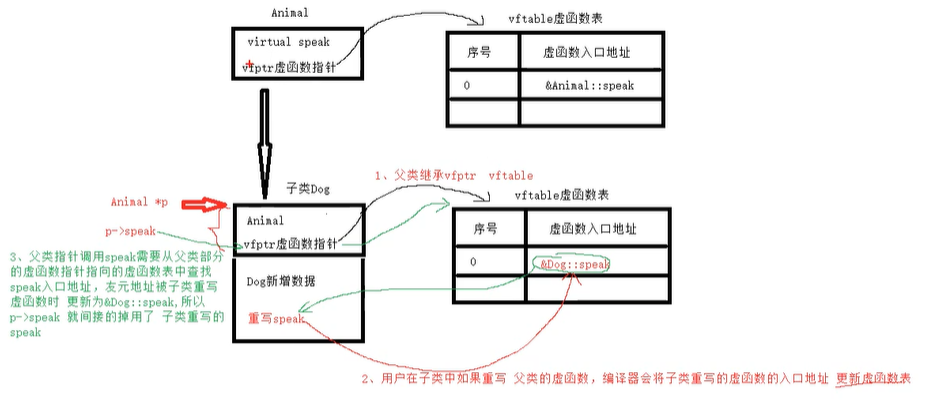 Animal
virtual speak
vfptr虚函数指针
vftable虚函数表
序号 虚函数入口地址
0 &Animal::speak
子类Dog
1、父类继承vfptr vftable
vftable虚函数表
Animal *p
p->speak
Animal
vfptr虚函数指针
序号 虚函数入口地址
0 &Dog::speak
3、父类指针调用speak需要从父类部分
的虚函数指针指向的虚函数表中查找
speak入口地址，友元地址被子类重写
虚函数时 更新为&Dog::speak,所以
p->speak 就间接的掉用了 子类重写的
speak
Dog新增数据
重写speak
2、用户在子类中如果重写 父类的虚函数，编译器会将子类重写的虚函数的入口地址 更新虚函数表